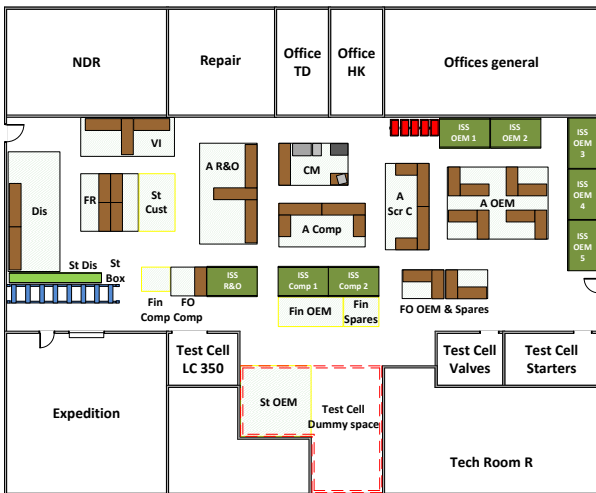 NDR
Repair
Office
TD
Office
HK
Offices general
VI
A R&O
CM
ISS
OEM 1
ISS
OEM 2
ISS
OEM 3
Dis
FR
St
Cust
A Comp
A
Scr C
A OEM
ISS
OEM 4
ISS
OEM 5
St Dis
St
Box
ISS
R&O
ISS
Comp 1
ISS
Comp 2
Fin
Comp
FO
Comp
Fin OEM
Fin
Spares
FO OEM & Spares
Test Cell
LC 350
Test Cell
Valves
Test Cell
Starters
Expedition
St OEM
Test Cell
Dummy space
Tech Room R